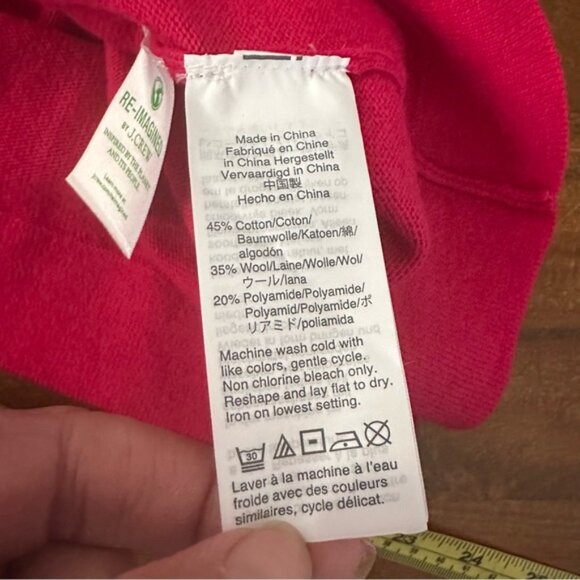 RE-IMAGINED
BY J.CREW
INSPIRED BY THE PLANET
AND ITS PEOPLE
Made in China
Fabriqué en Chine
in China Hergestellt
Vervaardigd in China
中国製
Hecho en China
45% Cotton/Coton/
Baumwolle/Katoen/綿/
algodón
35% Wool/Laine/Wolle/Wol/
ウール/lana
20% Polyamide/Polyamide/
Polyamid/Polyamide/ポ
リアミド/poliamida
Machine wash cold with
like colors, gentle cycle.
Non chlorine bleach only.
Reshape and lay flat to dry.
Iron on lowest setting.
30
Laver à la machine à l'eau
froide avec des couleurs
similaires, cycle délicat.
23 24